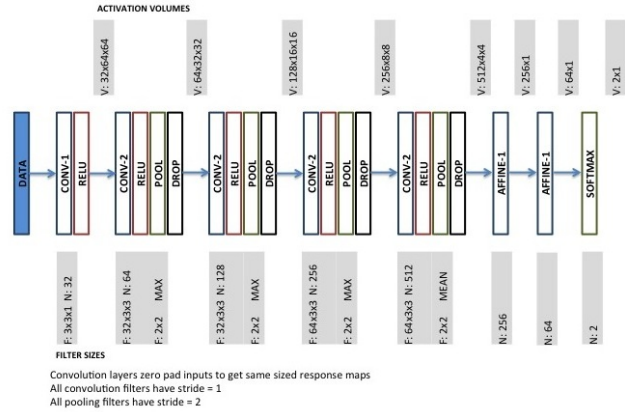 ACTIVATION VOLUMES
V: 32x64x64
V: 64x32x32
V: 128x16x16
V: 256x8x8
V: 512x4x4
V: 256x1
V: 64x1
V: 2x1
DATA
CONV-1
RELU
CONV-2
RELU
POOL
DROP
CONV-2
RELU
POOL
DROP
CONV-2
RELU
POOL
DROP
CONV-2
RELU
POOL
DROP
AFFINE-1
AFFINE-1
SOFTMAX
F: 3x3x1 N: 32
F: 32x3x3 N: 64
F: 2x2 MAX
F: 32x3x3 N: 128
F: 2x2 MAX
F: 64x3x3 N: 256
F: 2x2 MAX
F: 64x3x3 N: 512
F: 2x2 MEAN
N: 256
N: 64
N: 2
FILTER SIZES
Convolution layers zero pad inputs to get same sized response maps
All convolution filters have stride = 1
All pooling filters have stride = 2